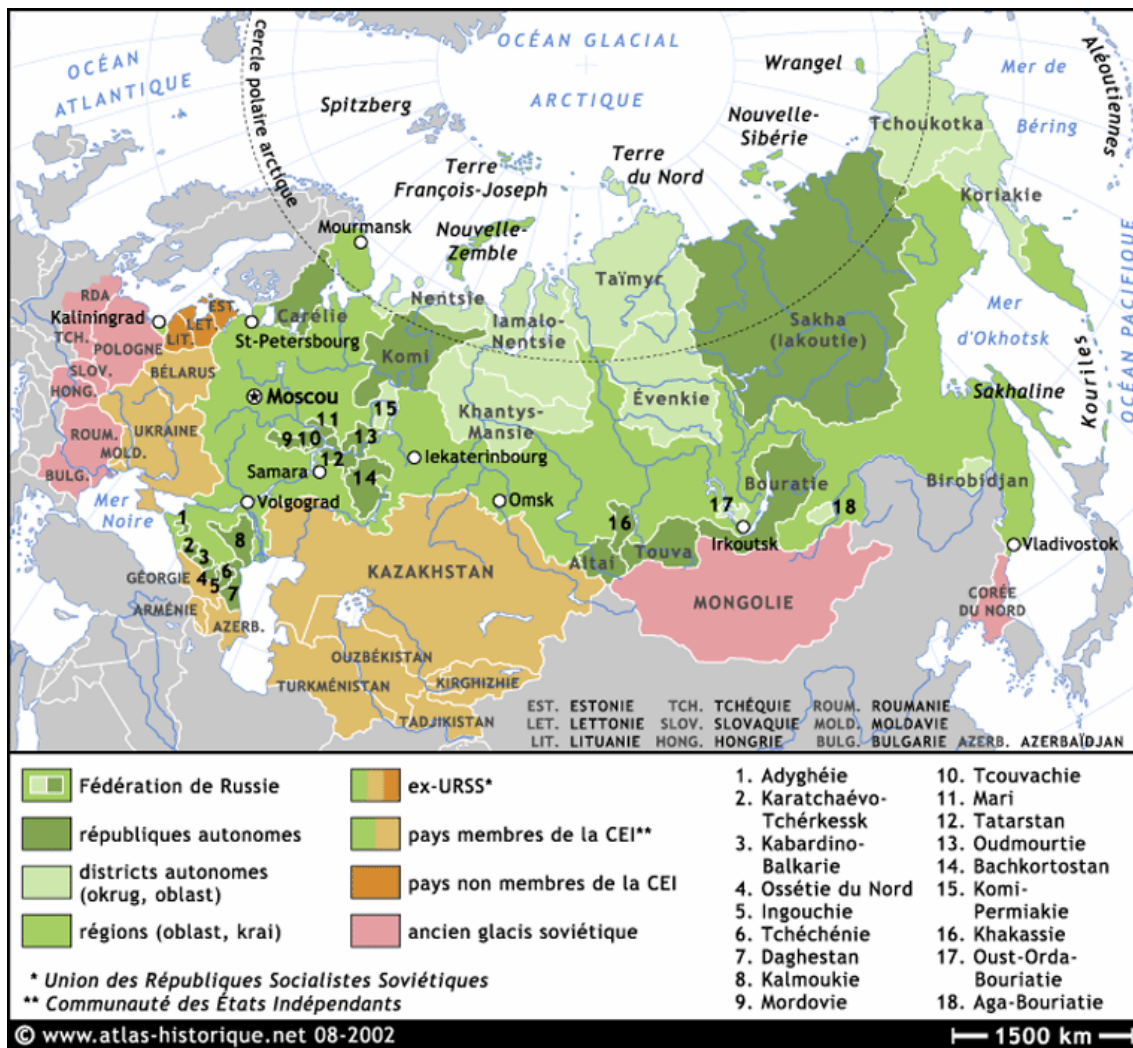 OCÉAN
ATLANTIQUE
cercle polaire arctique
OCÉAN GLACIAL
ARCTIQUE
Spitzberg
Wrangel
Mer de
Béring
Aléoutiennes
Nouvelle-
Sibérie
Tchoukotka
Terre
François-Joseph
Terre
du Nord
Koriakie
OCÉAN PACIFIQUE
Mourmansk
Nouvelle-
Zemble
Taïmyr
Nentsie
Iamalo-
Nentsie
Sakha
(Iakoutie)
Mer
d'Okhotsk
RDA
Kaliningrad
EST.
LET.
LIT.
TCH.
POLOGNE
Carélie
St-Petersbourg
Komi
SLOV.
HONG.
BÉLARUS
Moscou
Khantys-
Mansie
Évenkie
Sakhaline
Kouriles
ROUM.
MOLD.
UKRAINE
BULG.
11
15
9
10
13
12
14
Samara
Iekaterinbourg
Volgograd
Omsk
Mer
Noire
16
17
Bouratie
18
Birobidjan
Irkoutsk
Vladivostok
Altaï
Touva
1
2
3
8
4
5
6
7
GÉORGIE
ARMÉNIE
AZERB.
KAZAKHSTAN
MONGOLIE
CORÉE
DU NORD
OUZBÉKISTAN
TURKMÉNISTAN
KIRGHIZHIE
TADJIKISTAN
EST. ESTONIE TCH. TCHÉQUIE ROUM. ROUMANIE
LET. LETTONIE SLOV. SLOVAQUIE MOLD. MOLDAVIE
LIT. LITUANIE HONG. HONGRIE BULG. BULGARIE AZERB. AZERBAÏDJAN
Fédération de Russie
républiques autonomes
districts autonomes
(okrug, oblast)
régions (oblast, krai)
ex-URSS*
pays membres de la CEI**
pays non membres de la CEI
ancien glacis soviétique
* Union des Républiques Socialistes Soviétiques
** Communauté des États Indépendants
1. Adyghéie
2. Karatchaévo-
Tchérkessk
3. Kabardino-
Balkarie
4. Ossétie du Nord
5. Ingouchie
6. Tchéchénie
7. Daghestan
8. Kalmoukie
9. Mordovie
10. Tcouvachie
11. Mari
12. Tatarstan
13. Oudmourtie
14. Bachkortostan
15. Komi-
Permiakie
16. Khakassie
17. Oust-Orda-
Bouriatie
18. Aga-Bouriatie
© www.atlas-historique.net 08-2002
1500 km